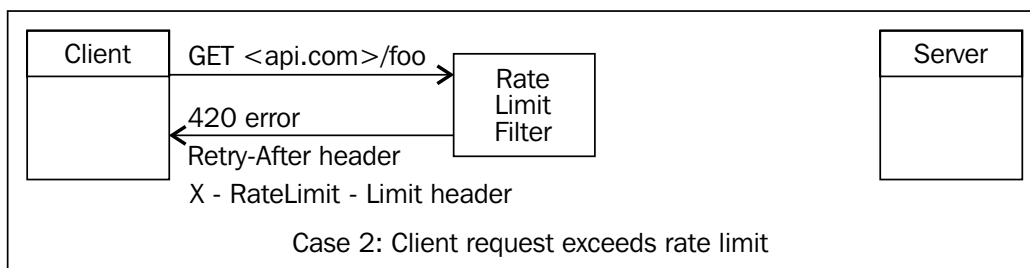 Client
GET <api.com>/foo
Server
Rate
Limit
Filter
420 error
Retry-After header
X - RateLimit - Limit header
Case 2: Client request exceeds rate limit